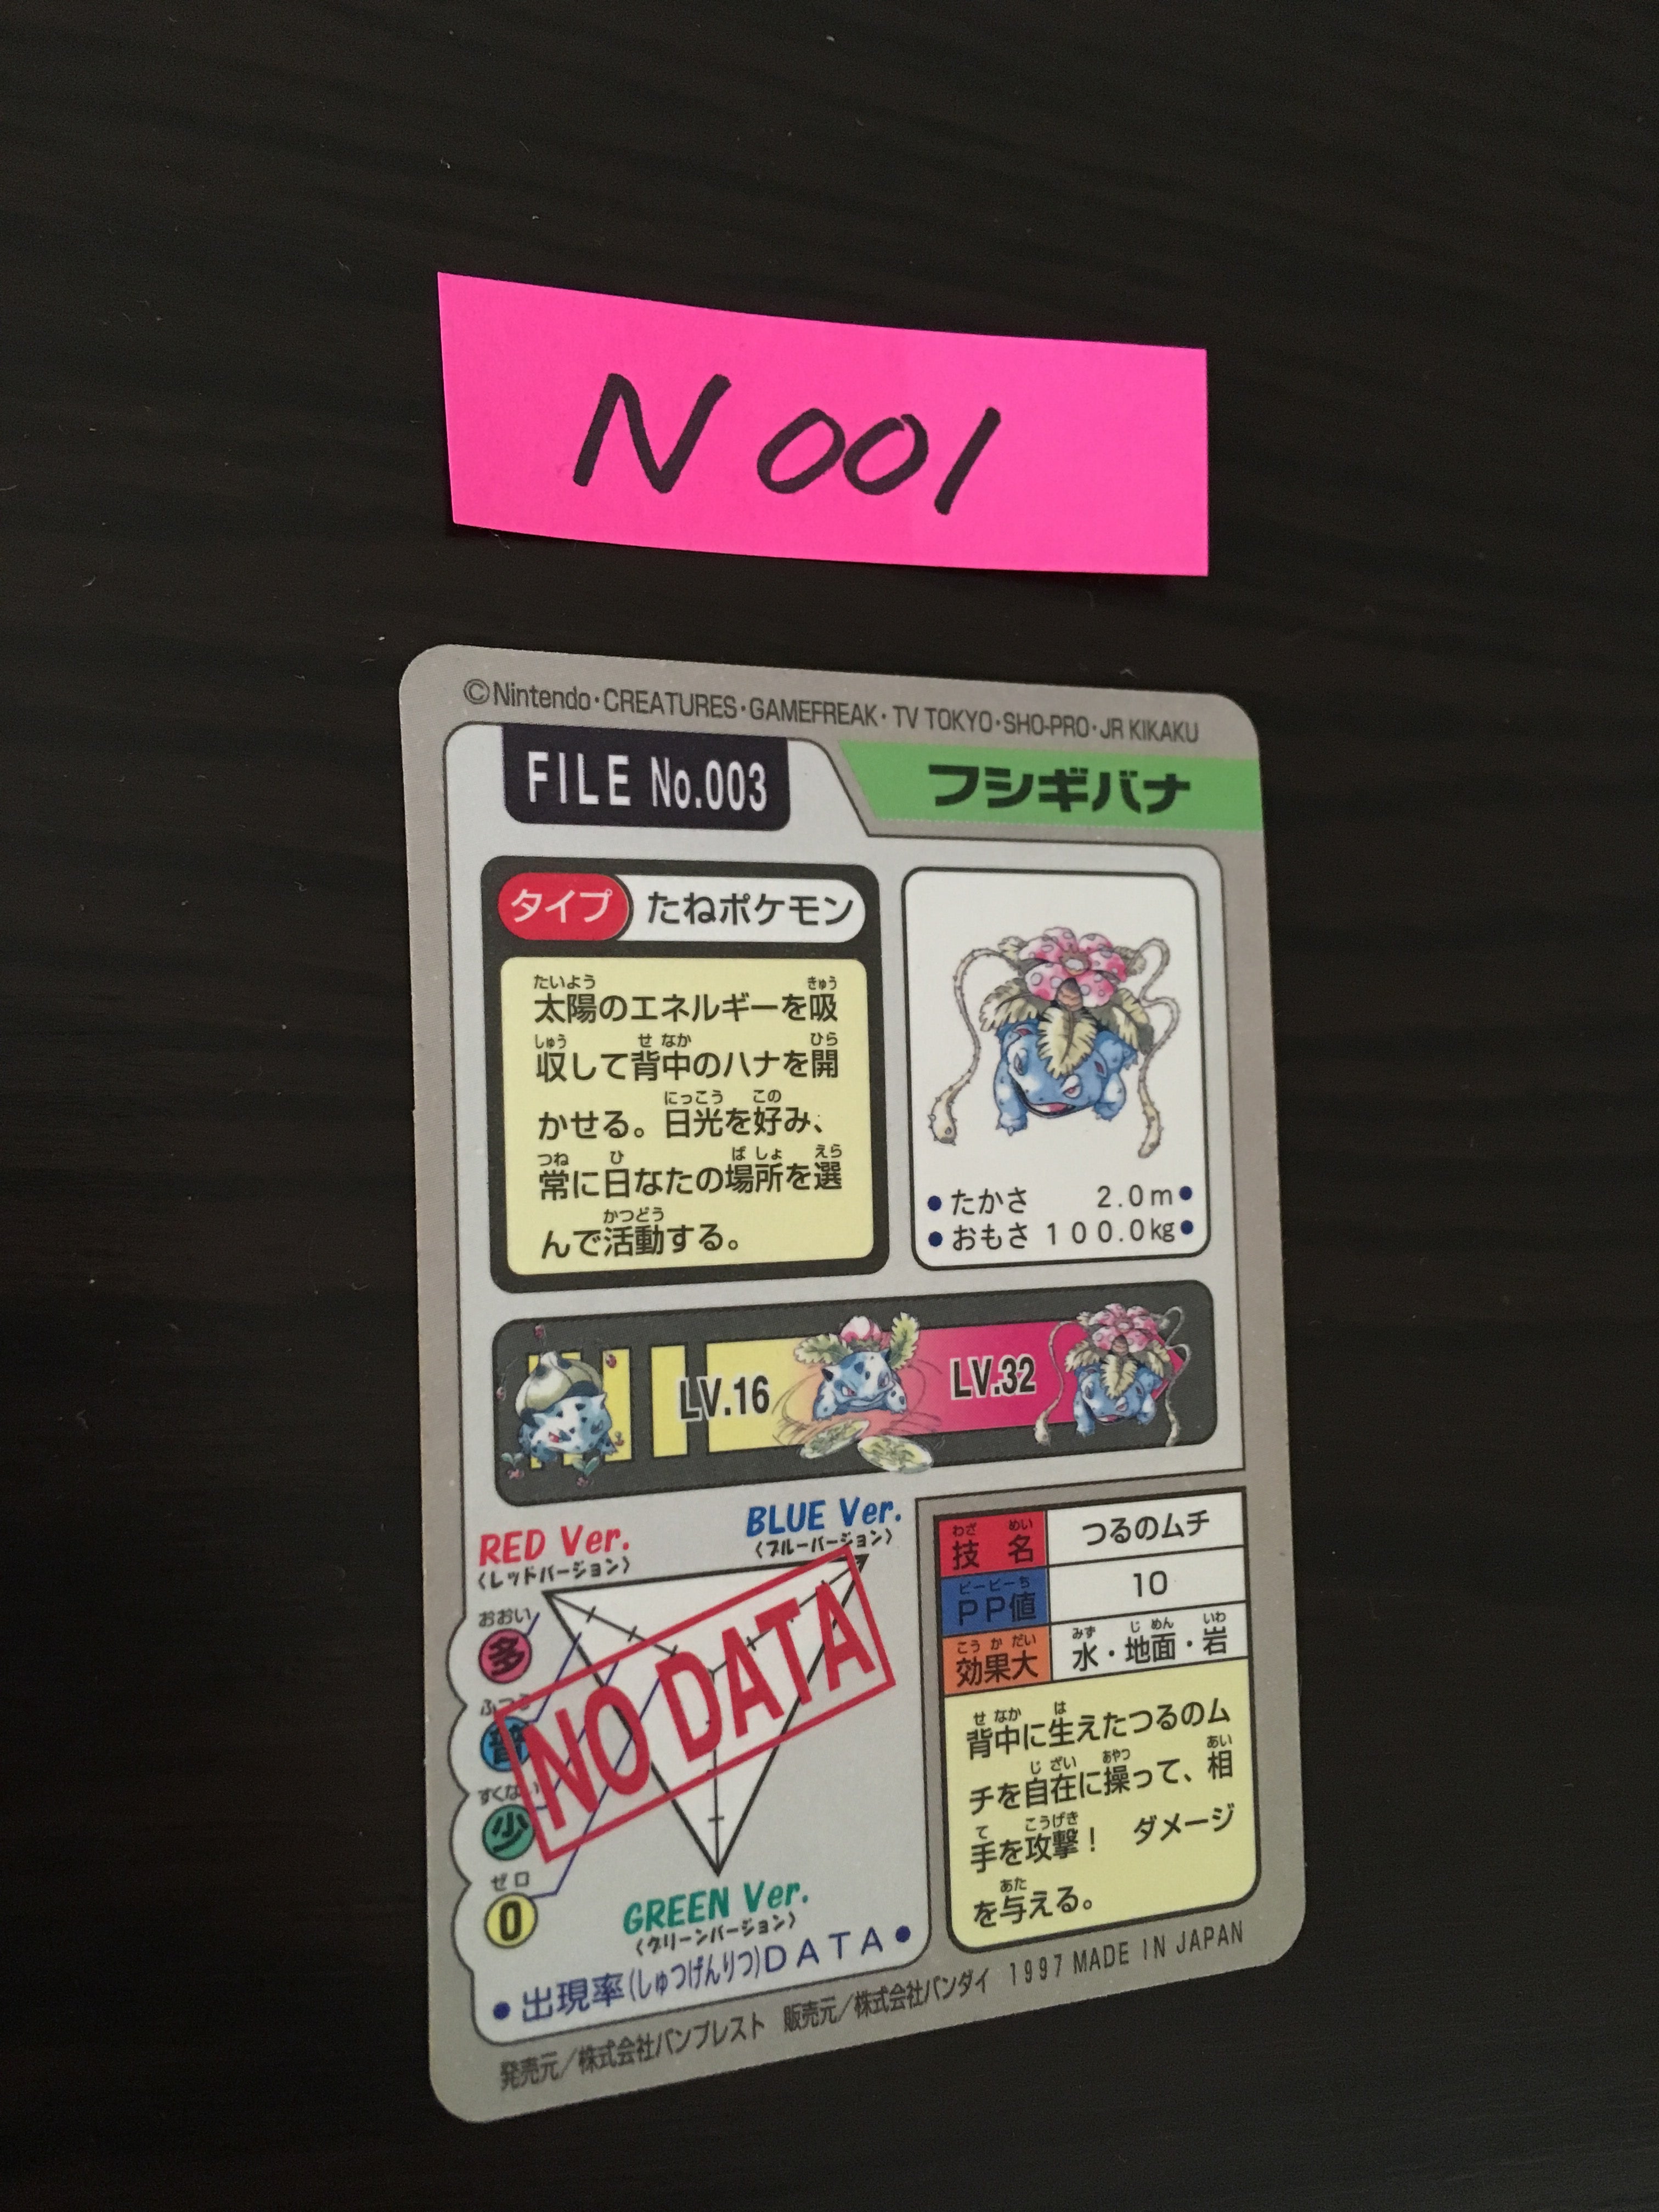 N 001
©Nintendo・CREATURES・GAMEFREAK・TV TOKYO・SHO-PRO・JR KIKAKU
FILE No.003
フシギバナ
タイプ たねポケモン
たいよう きゅう
太陽のエネルギーを吸
しゅう せ なか ひら
収して背中のハナを開
にっこう この
かせる。日光を好み、
つね ひ ば しょ えら
常に日なたの場所を選
かつどう
んで活動する。
たかさ 2.0m
おもさ 100.0kg
LV.16
LV.32
RED Ver.
〈レッドバージョン〉
BLUE Ver.
〈ブルーバージョン〉
おおい
多
ふつう
普
すくない
少
ゼロ
0
NO DATA
GREEN Ver.
〈グリーンバージョン〉
●出現率(しゅつげんりつ)DATA●
わざ めい
技名 つるのムチ
ピーピーち
PP値 10
こう か だい みず じ めん いわ
効果大 水・地面・岩
せ なか は
背中に生えたつるのム
じ ざい あやつ あい
チを自在に操って、相
て こうげき
手を攻撃! ダメージ
あた
を与える。
発売元/株式会社バンプレスト 販売元/株式会社バンダイ 1997 MADE IN JAPAN